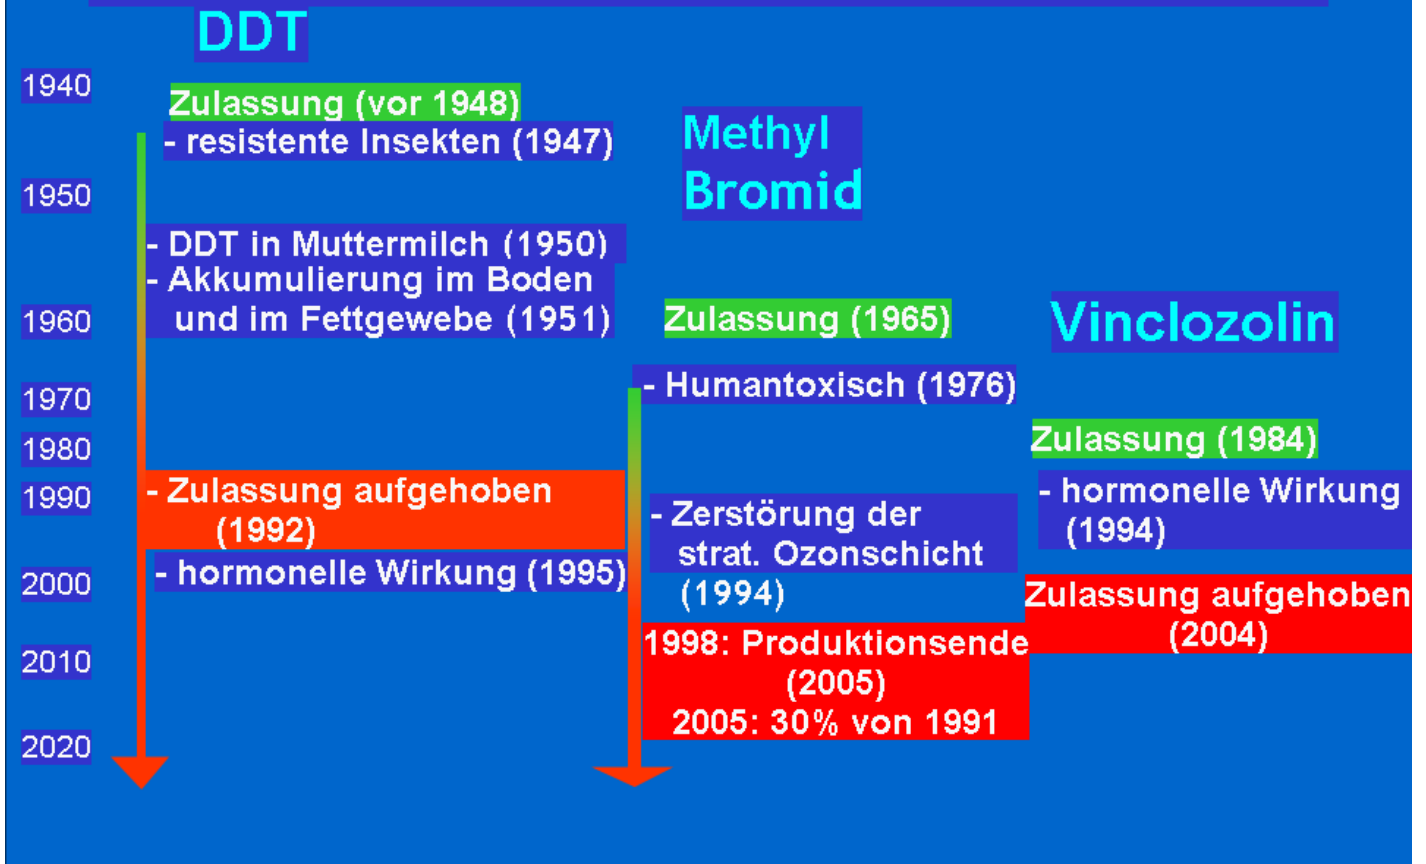 DDT
1940
1950
1960
1970
1980
1990
2000
2010
2020
Zulassung (vor 1948)
- resistente Insekten (1947)
- DDT in Muttermilch (1950)
- Akkumulierung im Boden
und im Fettgewebe (1951)
- Zulassung aufgehoben
(1992)
- hormonelle Wirkung (1995)
Methyl
Bromid
Zulassung (1965)
- Humantoxisch (1976)
- Zerstörung der
strat. Ozonschicht
(1994)
1998: Produktionsende
(2005)
2005: 30% von 1991
Vinclozolin
Zulassung (1984)
- hormonelle Wirkung
(1994)
Zulassung aufgehoben
(2004)